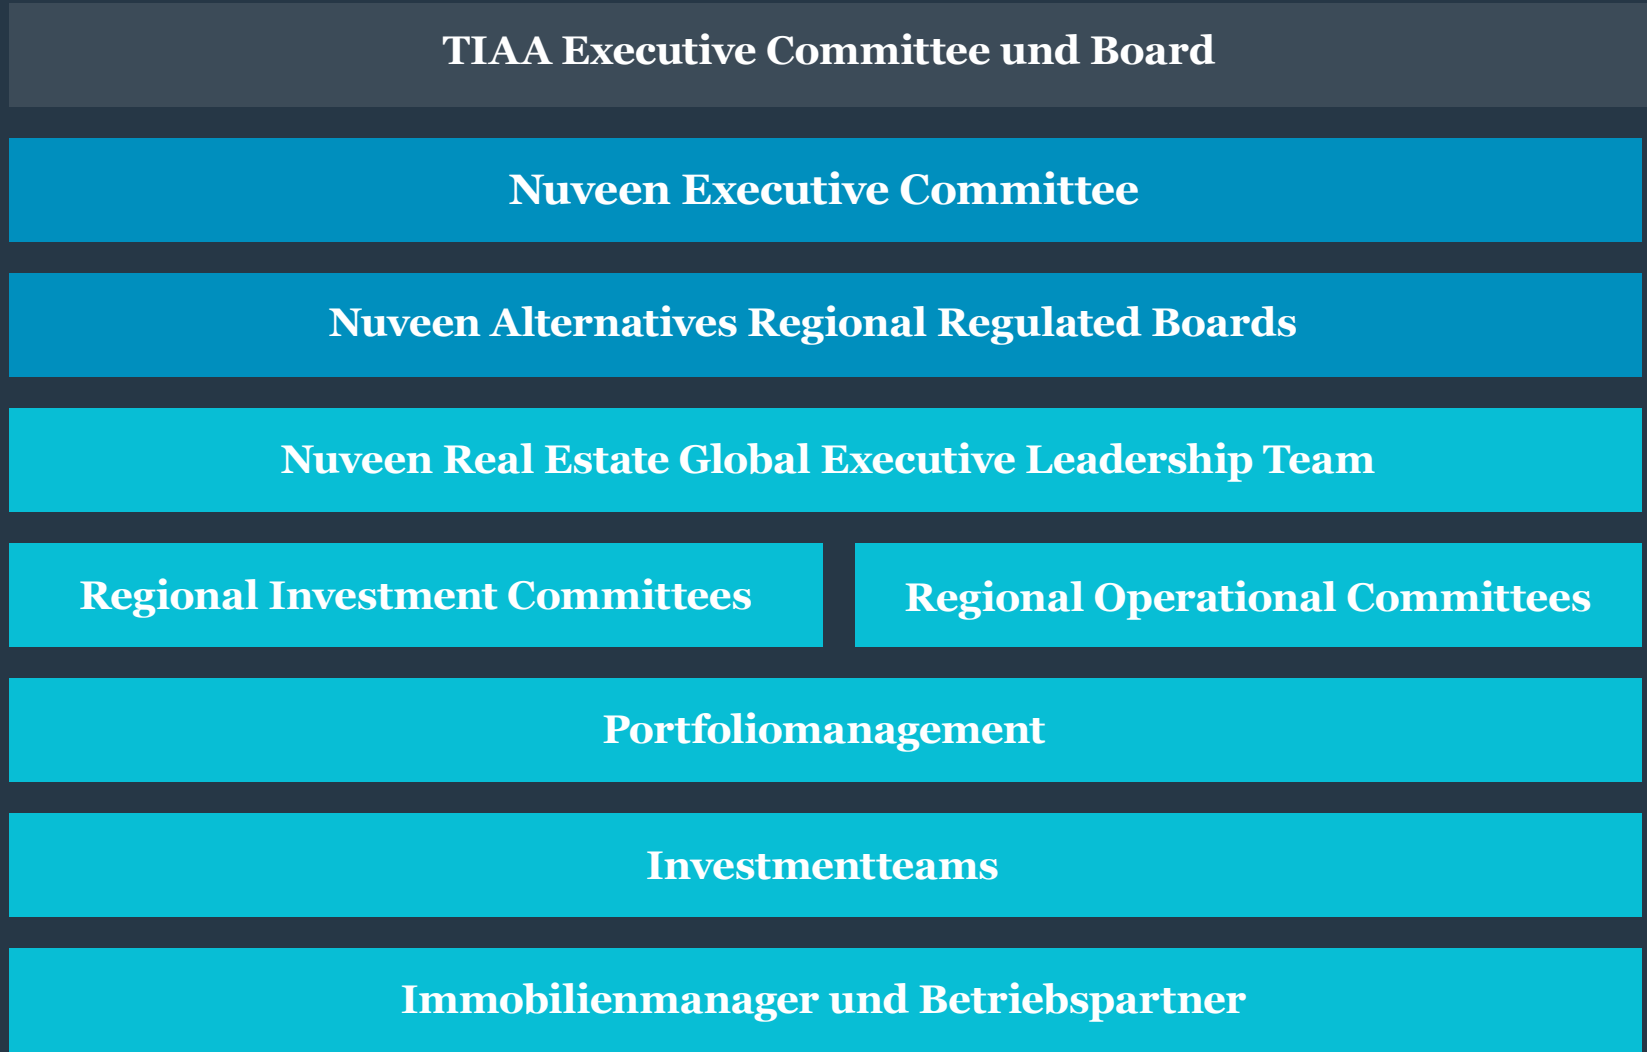 TIAA Executive Committee und Board
Nuveen Executive Committee
Nuveen Alternatives Regional Regulated Boards
Nuveen Real Estate Global Executive Leadership Team
Regional Investment Committees
Regional Operational Committees
Portfoliomanagement
Investmentteams
Immobilienmanager und Betriebspartner